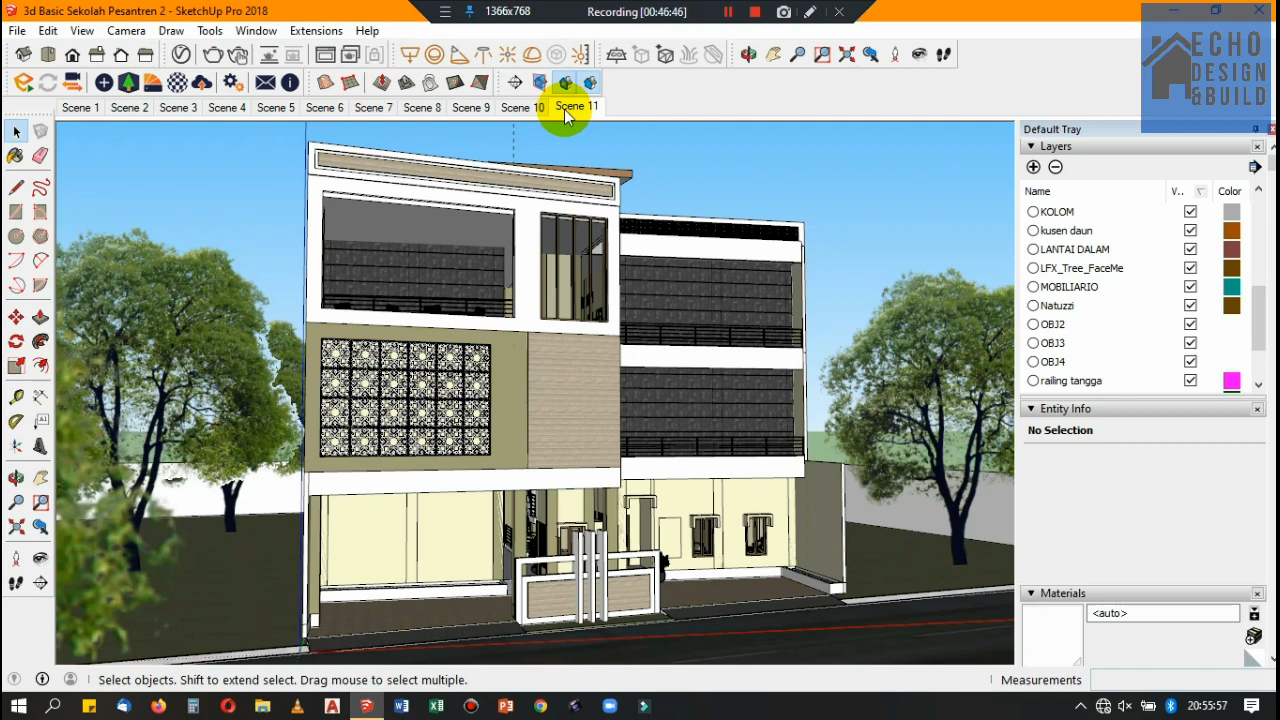 3d Basic Sekolah Pesantren 2 - SketchUp Pro 2018
1366x768
Recording [00:46:46]
File Edit View Camera Draw Tools Window Extensions Help
ECHO
DESIGN
&BUILD
Scene 1 Scene 2 Scene 3 Scene 4 Scene 5 Scene 6 Scene 7 Scene 8 Scene 9 Scene 10 Scene 11
Default Tray
Layers
Name V.. Color
KOLOM
kusen daun
LANTAI DALAM
LFX_Tree_FaceMe
MOBILIARIO
Natuzzi
OBJ2
OBJ3
OBJ4
railing tangga
Entity Info
No Selection
Materials
<auto>
Select objects. Shift to extend select. Drag mouse to select multiple.
Measurements
20:55:57